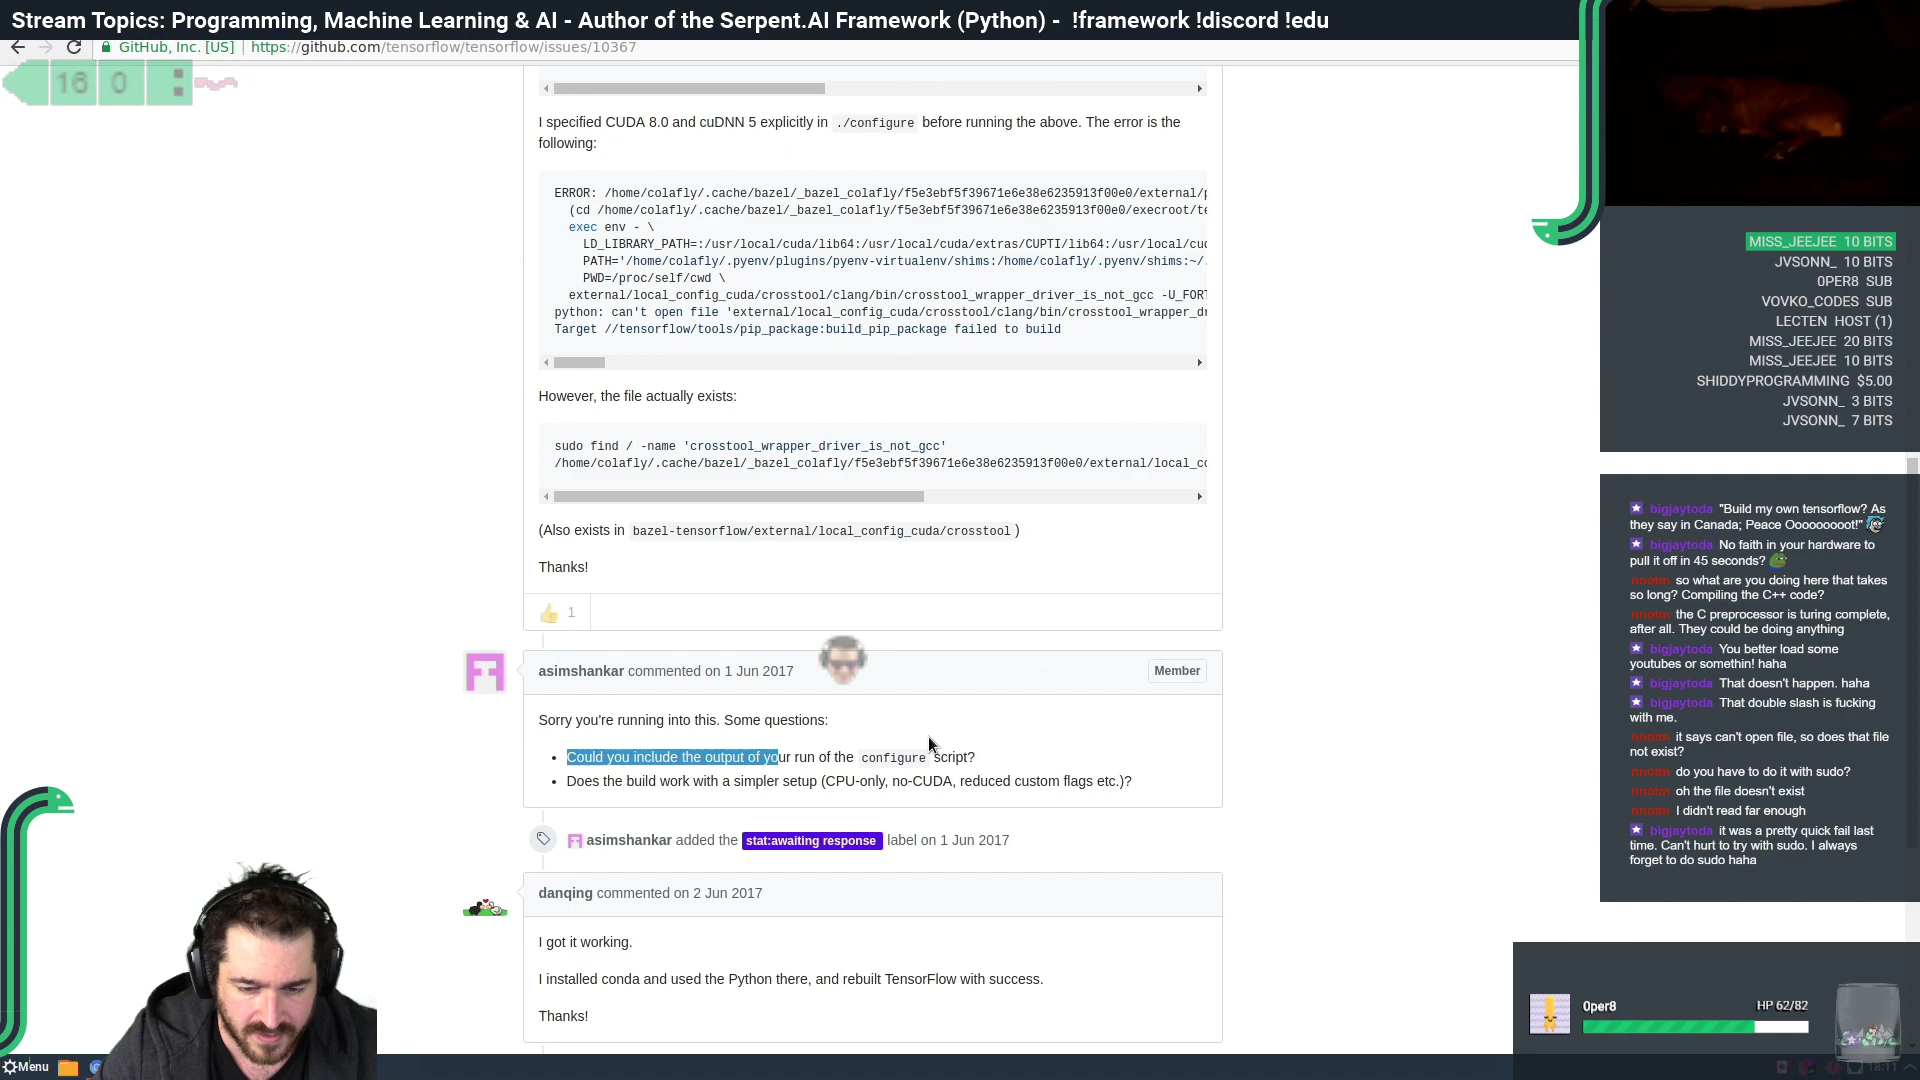 Stream Topics: Programming, Machine Learning & AI - Author of the Serpent.AI Framework (Python) - !framework !discord !edu
GitHub, Inc. [US] | https://github.com/tensorflow/tensorflow/issues/10367
16 0 :
I specified CUDA 8.0 and cuDNN 5 explicitly in ./configure before running the above. The error is the
following:
ERROR: /home/colafly/.cache/bazel/_bazel_colafly/f5e3ebf5f39671e6e38e6235913f00e0/external/p
(cd /home/colafly/.cache/bazel/_bazel_colafly/f5e3ebf5f39671e6e38e6235913f00e0/execroot/te
exec env - \
LD_LIBRARY_PATH=:/usr/local/cuda/lib64:/usr/local/cuda/extras/CUPTI/lib64:/usr/local/cud
PATH='/home/colafly/.pyenv/plugins/pyenv-virtualenv/shims:/home/colafly/.pyenv/shims:~/.
PWD=/proc/self/cwd \
external/local_config_cuda/crosstool/clang/bin/crosstool_wrapper_driver_is_not_gcc -U_FORT
python: can't open file 'external/local_config_cuda/crosstool/clang/bin/crosstool_wrapper_dr
Target //tensorflow/tools/pip_package:build_pip_package failed to build
However, the file actually exists:
sudo find / -name 'crosstool_wrapper_driver_is_not_gcc'
/home/colafly/.cache/bazel/_bazel_colafly/f5e3ebf5f39671e6e38e6235913f00e0/external/local_co
(Also exists in bazel-tensorflow/external/local_config_cuda/crosstool )
Thanks!
1
asimshankar commented on 1 Jun 2017
Member
Sorry you're running into this. Some questions:
• Could you include the output of your run of the configure script?
• Does the build work with a simpler setup (CPU-only, no-CUDA, reduced custom flags etc.)?
asimshankar added the stat:awaiting response label on 1 Jun 2017
danqing commented on 2 Jun 2017
I got it working.
I installed conda and used the Python there, and rebuilt TensorFlow with success.
Thanks!
MISS_JEEJEE 10 BITS
JVSONN_ 10 BITS
0PER8 SUB
VOVKO_CODES SUB
LECTEN HOST (1)
MISS_JEEJEE 20 BITS
MISS_JEEJEE 10 BITS
SHIDDYPROGRAMMING $5.00
JVSONN_ 3 BITS
JVSONN_ 7 BITS
bigjaytoda "Build my own tensorflow? As
they say in Canada; Peace Ooooooooot!"
bigjaytoda No faith in your hardware to
pull it off in 45 seconds?
nnotm so what are you doing here that takes
so long? Compiling the C++ code?
nnotm the C preprocessor is turing complete,
after all. They could be doing anything
bigjaytoda You better load some
youtubes or somethin! haha
bigjaytoda That doesn't happen. haha
bigjaytoda That double slash is fucking
with me.
nnotm it says can't open file, so does that file
not exist?
nnotm do you have to do it with sudo?
nnotm oh the file doesn't exist
nnotm I didn't read far enough
bigjaytoda it was a pretty quick fail last
time. Can't hurt to try with sudo. I always
forget to do sudo haha
0per8
HP 62/82
Menu
18:11